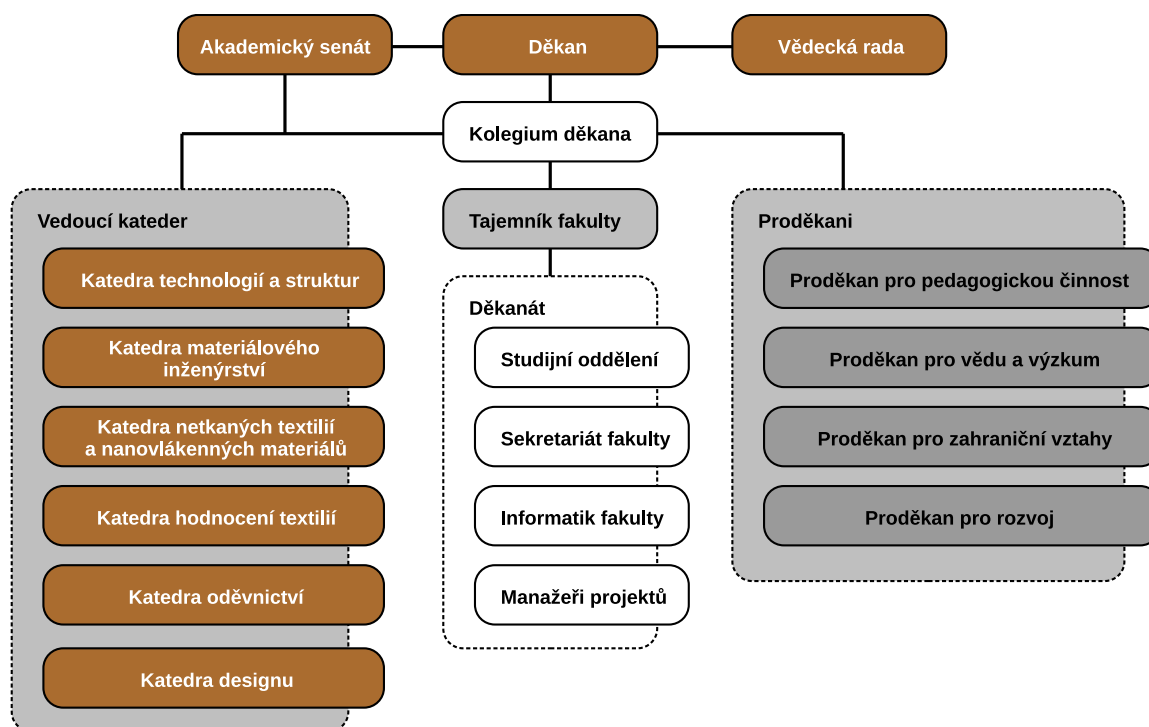 Akademický senát
Děkan
Vědecká rada
Kolegium děkana
Vedoucí kateder
Katedra technologií a struktur
Katedra materiálového
inženýrství
Katedra netkaných textilií
a nanovlákenných materiálů
Katedra hodnocení textilií
Katedra oděvnictví
Katedra designu
Tajemník fakulty
Děkanát
Studijní oddělení
Sekretariát fakulty
Informatik fakulty
Manažeři projektů
Proděkani
Proděkan pro pedagogickou činnost
Proděkan pro vědu a výzkum
Proděkan pro zahraniční vztahy
Proděkan pro rozvoj